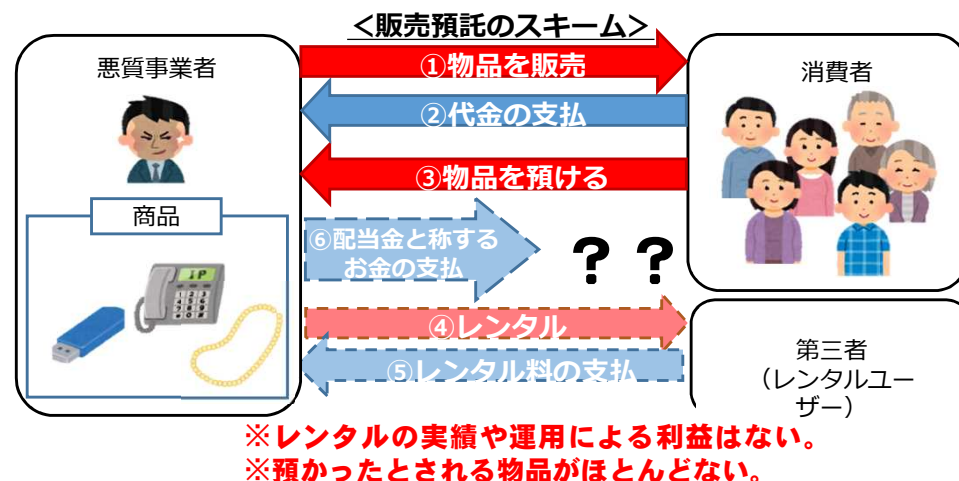 <販売預託のスキーム>
悪質事業者
①物品を販売
消費者
②代金の支払
③物品を預ける
商品
⑥配当金と称する
お金の支払
？？
IP
④レンタル
⑤レンタル料の支払
第三者
（レンタルユー
ザー）
※レンタルの実績や運用による利益はない。
※預かったとされる物品がほとんどない。